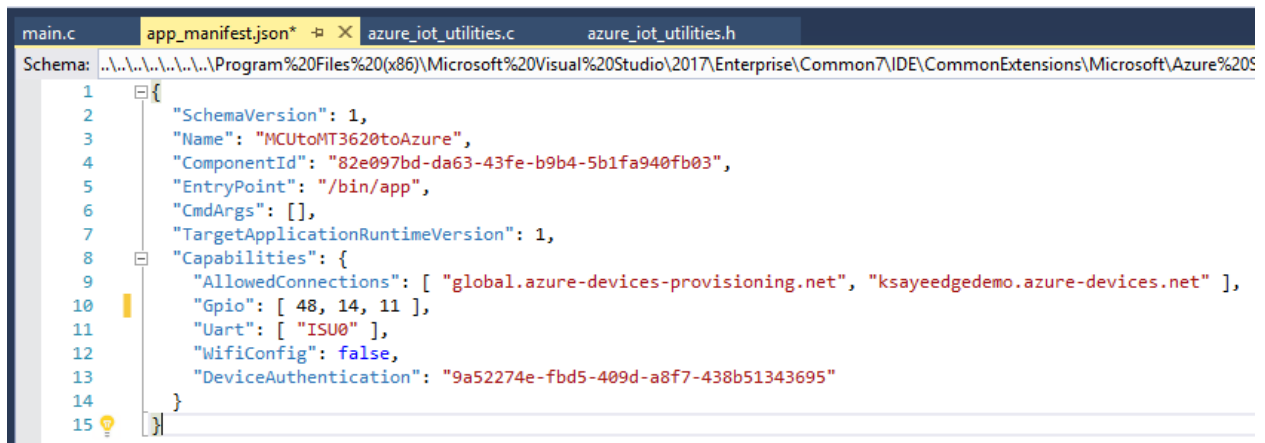 main.c app_manifest.json* azure_iot_utilities.c azure_iot_utilities.h
Schema: ..\..\..\..\..\..\Program%20Files%20(x86)\Microsoft%20Visual%20Studio\2017\Enterprise\Common7\IDE\CommonExtensions\Microsoft\Azure%20S
1 {
2 "SchemaVersion": 1,
3 "Name": "MCUtoMT3620toAzure",
4 "ComponentId": "82e097bd-da63-43fe-b9b4-5b1fa940fb03",
5 "EntryPoint": "/bin/app",
6 "CmdArgs": [],
7 "TargetApplicationRuntimeVersion": 1,
8 "Capabilities": {
9 "AllowedConnections": [ "global.azure-devices-provisioning.net", "ksayeedgedemo.azure-devices.net" ],
10 "Gpio": [ 48, 14, 11 ],
11 "Uart": [ "ISU0" ],
12 "WifiConfig": false,
13 "DeviceAuthentication": "9a52274e-fbd5-409d-a8f7-438b51343695"
14 }
15 }